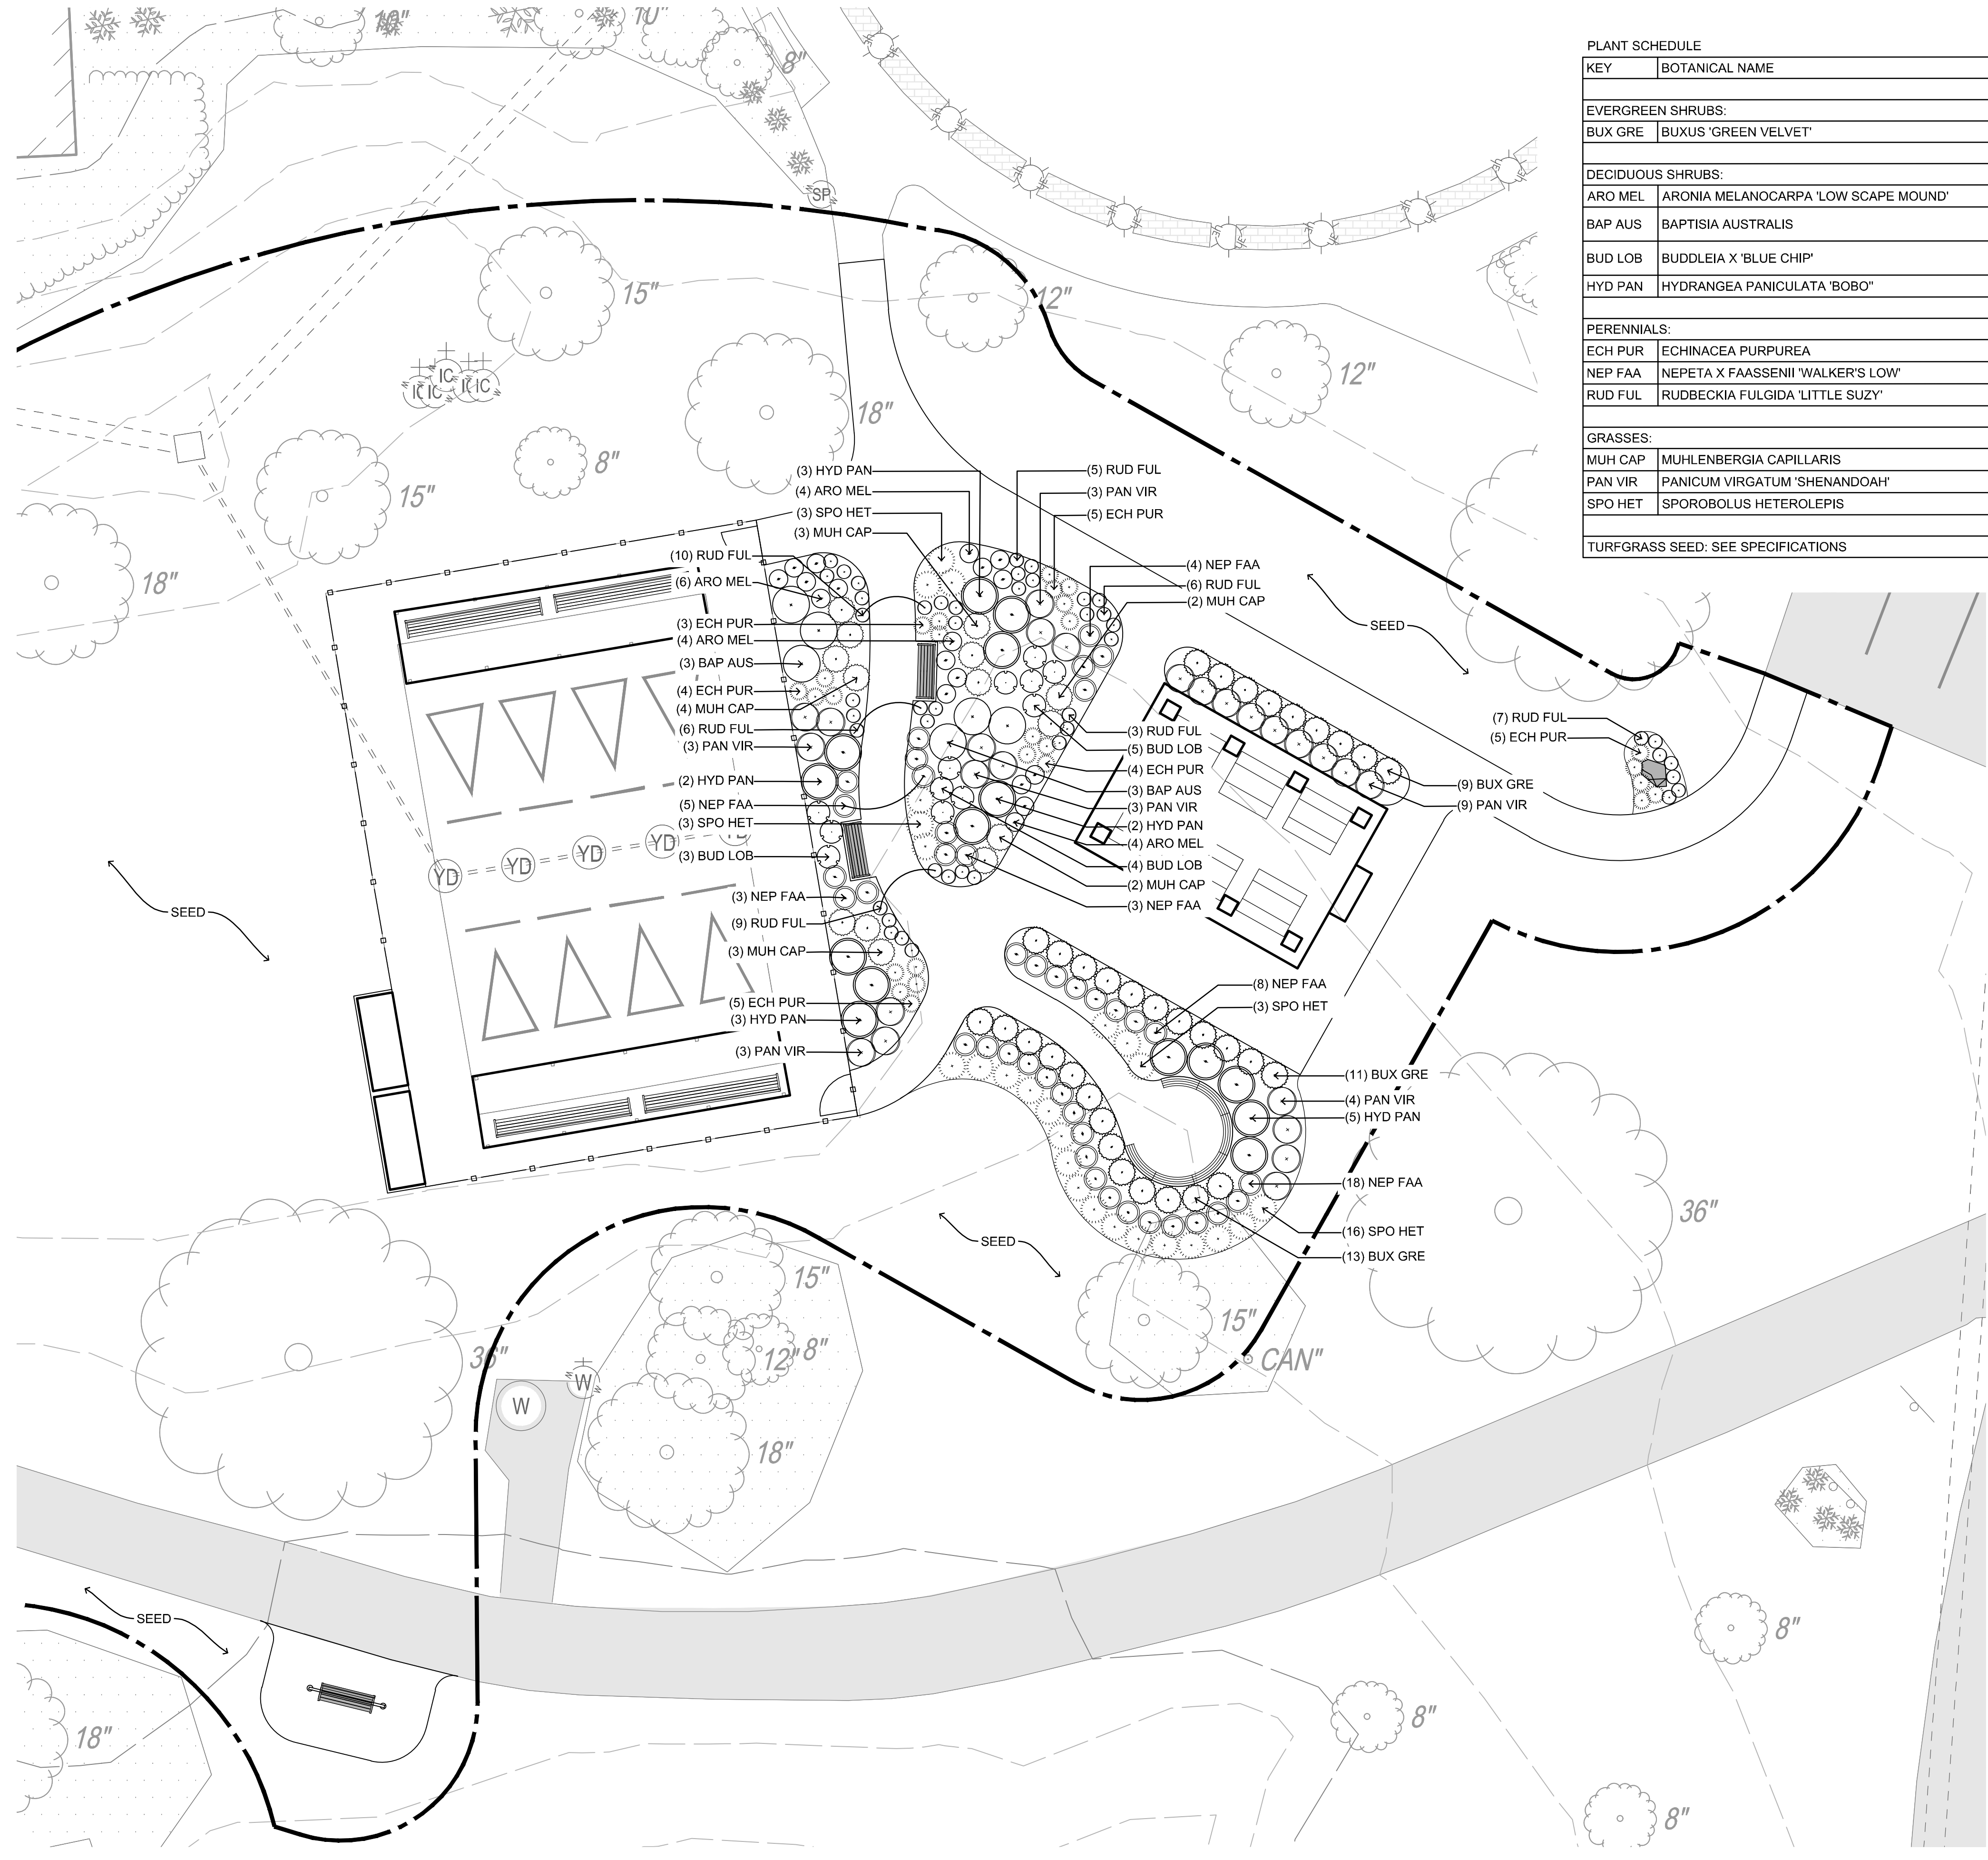 PLANT SCHEDULE
KEY BOTANICAL NAME
EVERGREEN SHRUBS:
BUX GRE BUXUS 'GREEN VELVET'
DECIDUOUS SHRUBS:
ARO MEL ARONIA MELANOCARPA 'LOW SCAPE MOUND'
BAP AUS BAPTISIA AUSTRALIS
BUD LOB BUDDLEIA X 'BLUE CHIP'
HYD PAN HYDRANGEA PANICULATA 'BOBO"
PERENNIALS:
ECH PUR ECHINACEA PURPUREA
NEP FAA NEPETA X FAASSENII 'WALKER'S LOW'
RUD FUL RUDBECKIA FULGIDA 'LITTLE SUZY'
GRASSES:
MUH CAP MUHLENBERGIA CAPILLARIS
PAN VIR PANICUM VIRGATUM 'SHENANDOAH'
SPO HET SPOROBOLUS HETEROLEPIS
TURFGRASS SEED: SEE SPECIFICATIONS
10"
10"
8"
SP
15"
12"
12"
IC
IC
IC
IC
IC
18"
8"
15"
18"
(3) HYD PAN
(4) ARO MEL
(3) SPO HET
(3) MUH CAP
(10) RUD FUL
(6) ARO MEL
(3) ECH PUR
(4) ARO MEL
(3) BAP AUS
(4) ECH PUR
(4) MUH CAP
(6) RUD FUL
(3) PAN VIR
(2) HYD PAN
(5) NEP FAA
(3) SPO HET
(3) BUD LOB
(3) NEP FAA
(9) RUD FUL
(3) MUH CAP
(5) ECH PUR
(3) HYD PAN
(3) PAN VIR
(5) RUD FUL
(3) PAN VIR
(5) ECH PUR
(4) NEP FAA
(6) RUD FUL
(2) MUH CAP
(3) RUD FUL
(5) BUD LOB
(4) ECH PUR
(3) BAP AUS
(3) PAN VIR
(2) HYD PAN
(4) ARO MEL
(4) BUD LOB
(2) MUH CAP
(3) NEP FAA
SEED
(7) RUD FUL
(5) ECH PUR
(9) BUX GRE
(9) PAN VIR
YD
YD
YD
YD
YD
SEED
(8) NEP FAA
(3) SPO HET
(11) BUX GRE
(4) PAN VIR
(5) HYD PAN
(18) NEP FAA
(16) SPO HET
(13) BUX GRE
SEED
36"
15"
15"
CAN"
36"
12"
8"
W
W
18"
SEED
18"
8"
8"
8"